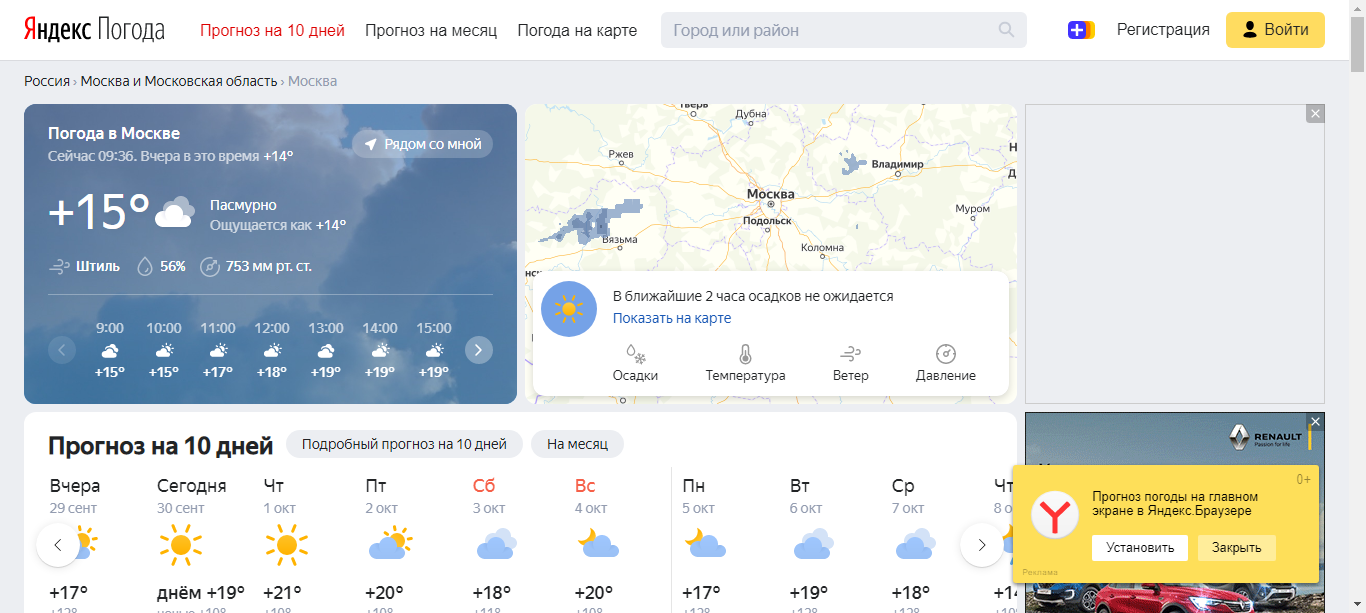 Яндекс Погода
Прогноз на 10 дней
Прогноз на месяц
Погода на карте
Город или район
Регистрация
Войти
Россия › Москва и Московская область › Москва
Погода в Москве
Сейчас 09:36. Вчера в это время +14°
Рядом со мной
+15°
Пасмурно
Ощущается как +14°
Штиль
56%
753 мм рт. ст.
9:00 10:00 11:00 12:00 13:00 14:00 15:00
+15° +15° +17° +18° +19° +19° +19°
Тверь
Дубна
Ржев
Владимир
Москва
Подольск
Муром
Вязьма
Коломна
В ближайшие 2 часа осадков не ожидается
Показать на карте
Осадки
Температура
Ветер
Давление
Прогноз на 10 дней
Подробный прогноз на 10 дней
На месяц
Вчера Сегодня Чт Пт Сб Вс Пн Вт Ср Чт
29 сент 30 сент 1 окт 2 окт 3 окт 4 окт 5 окт 6 окт 7 окт 8 о
+17° днём +19° +21° +20° +18° +20° +17° +19° +18° +14
RENAULT
Passion for life
0+
Прогноз погоды на главном
экране в Яндекс.Браузере
Установить
Закрыть
Реклама